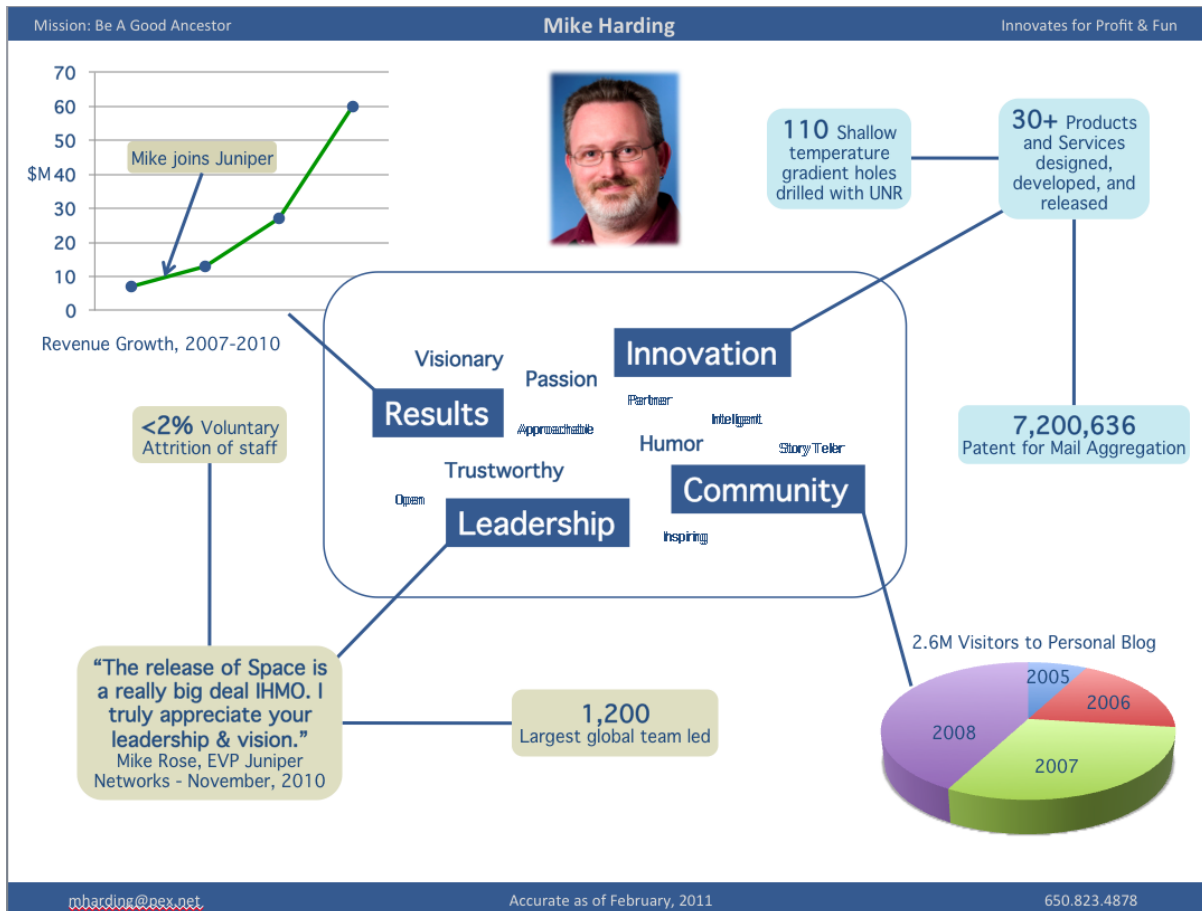 Mission: Be A Good Ancestor
Mike Harding
Innovates for Profit & Fun
70
60
50
$M 40
30
20
10
0
Mike joins Juniper
Revenue Growth, 2007-2010
110 Shallow
temperature
gradient holes
drilled with UNR
30+ Products
and Services
designed,
developed, and
released
7,200,636
Patent for Mail Aggregation
Visionary
Passion
Innovation
Results
Partner
Approachable
Inteligent
Humor
Story Teller
Trustworthy
Community
Open
Leadership
Inspiring
<2% Voluntary
Attrition of staff
“The release of Space is
a really big deal IHMO. I
truly appreciate your
leadership & vision.”
Mike Rose, EVP Juniper
Networks - November, 2010
1,200
Largest global team led
2.6M Visitors to Personal Blog
2005
2006
2007
2008
mharding@pex.net
Accurate as of February, 2011
650.823.4878